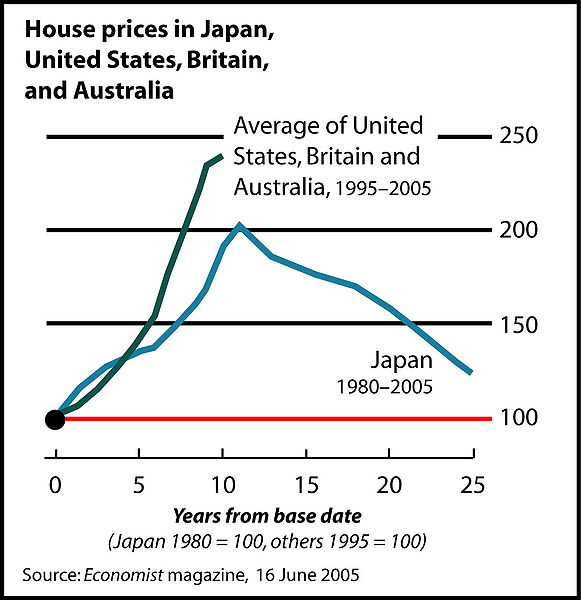 House prices in Japan,
United States, Britain,
and Australia
Average of United
States, Britain and
Australia, 1995–2005
250
200
150
Japan
1980–2005
100
0 5 10 15 20 25
Years from base date
(Japan 1980 = 100, others 1995 = 100)
Source: Economist magazine, 16 June 2005